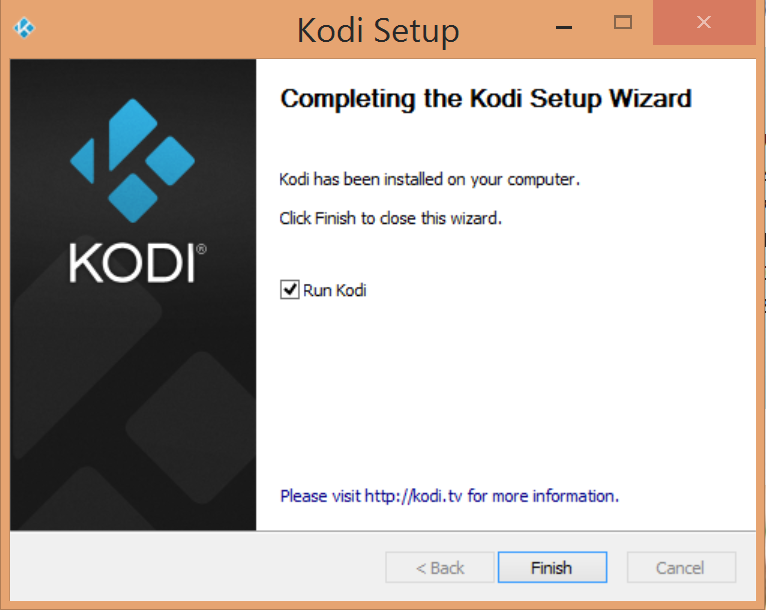 Kodi Setup
Completing the Kodi Setup Wizard
Kodi has been installed on your computer.
Click Finish to close this wizard.
KODI®
Run Kodi
Please visit http://kodi.tv for more information.
< Back
Finish
Cancel